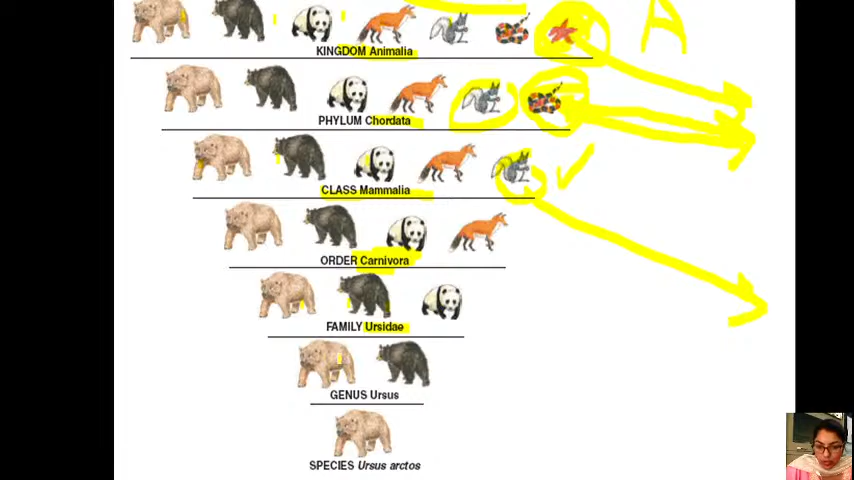 A
KINGDOM Animalia
PHYLUM Chordata
CLASS Mammalia
ORDER Carnivora
FAMILY Ursidae
GENUS Ursus
SPECIES Ursus arctos